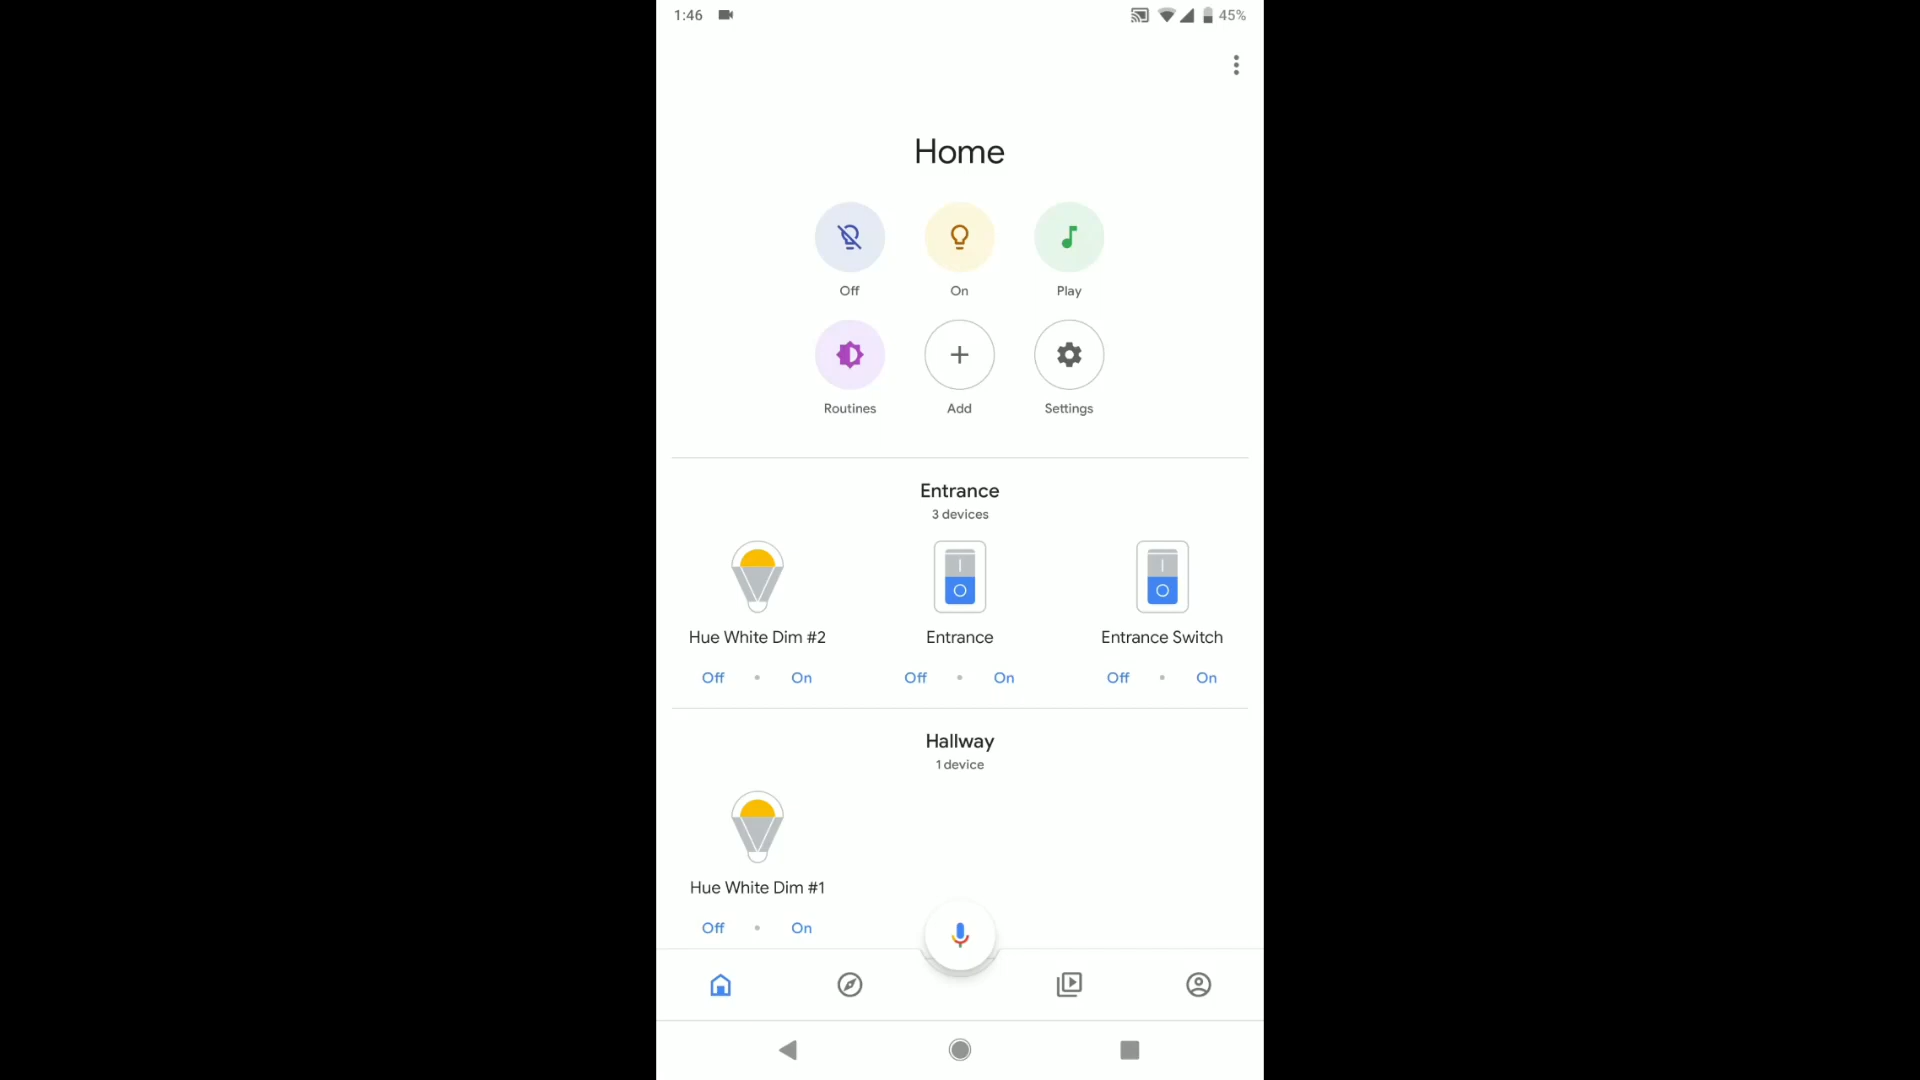 1:46 45%
Home
Off On Play
Routines Add Settings
Entrance
3 devices
Hue White Dim #2 Entrance Entrance Switch
Off • On Off • On Off • On
Hallway
1 device
Hue White Dim #1
Off • On